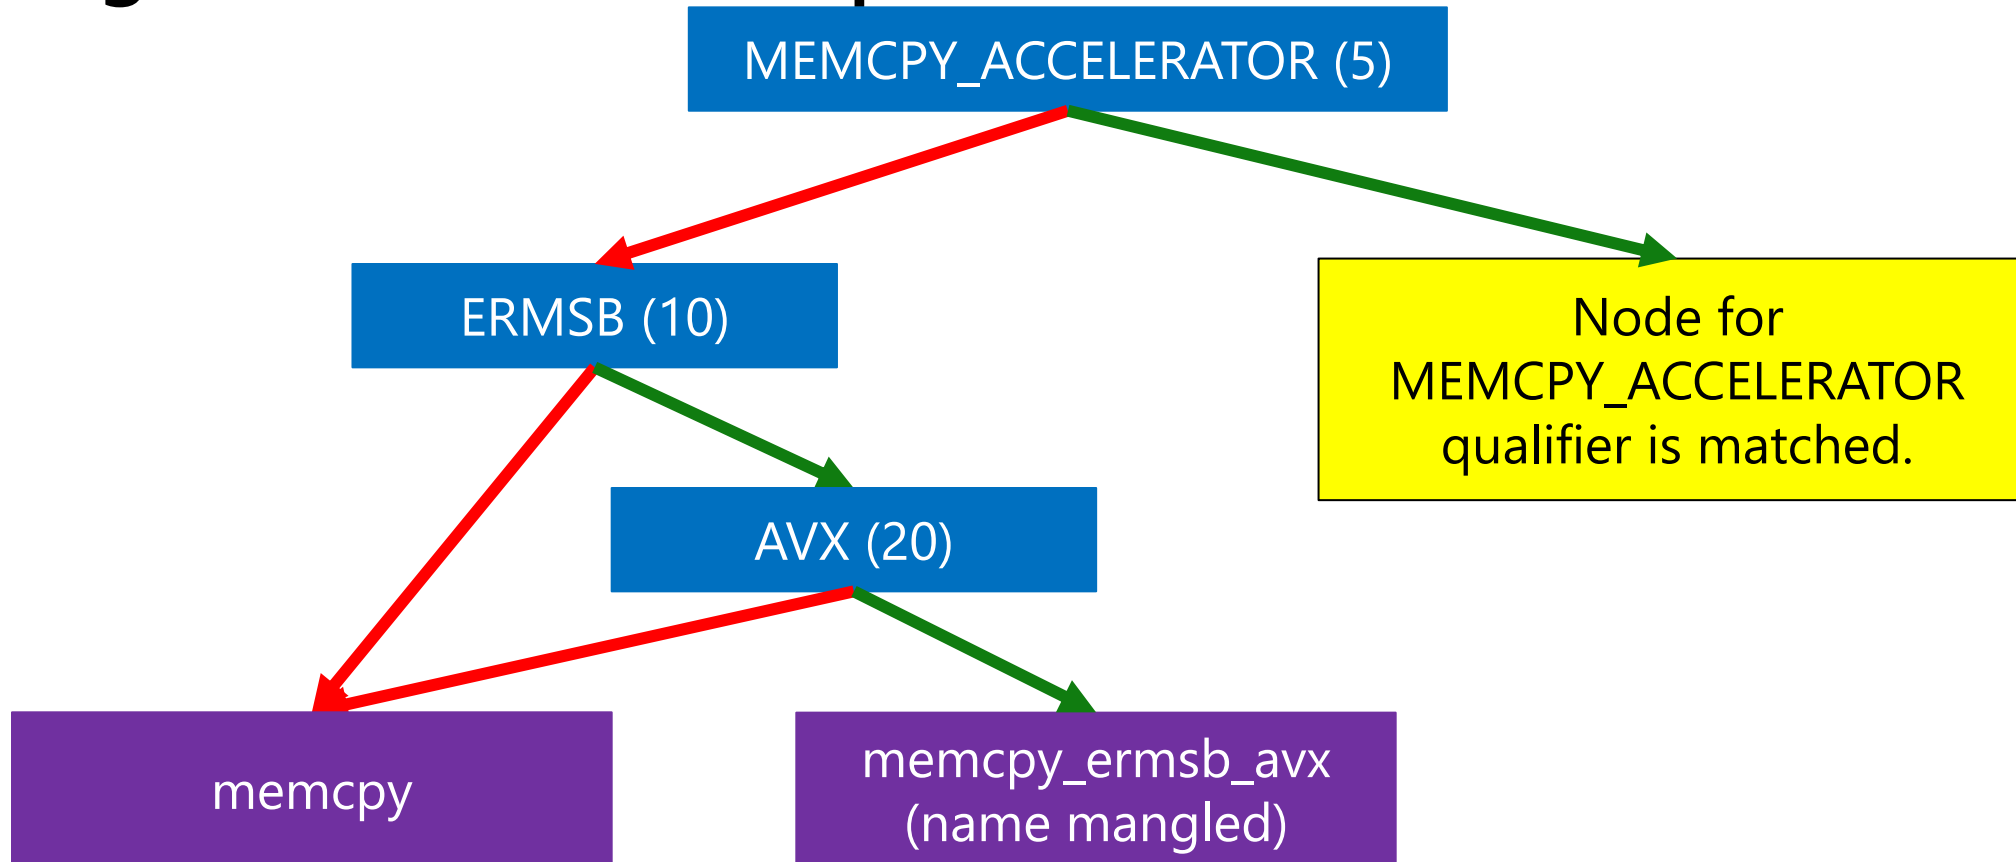 MEMCPY_ACCELERATOR (5)
ERMSB (10)
Node for
MEMCPY_ACCELERATOR
qualifier is matched.
AVX (20)
memcpy
memcpy_ermsb_avx
(name mangled)